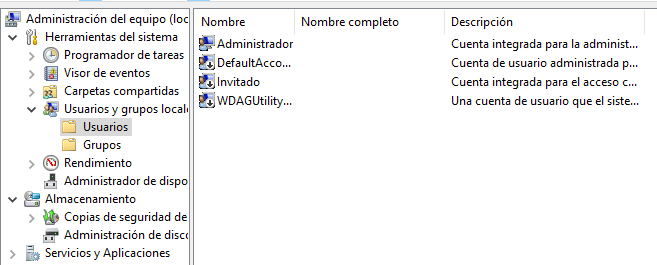 Administración del equipo (loc
Herramientas del sistema
Programador de tareas
Visor de eventos
Carpetas compartidas
Usuarios y grupos locale
Usuarios
Grupos
Rendimiento
Administrador de dispo
Almacenamiento
Copias de seguridad de
Administración de disco
Servicios y Aplicaciones
Nombre Nombre completo Descripción
Administrador Cuenta integrada para la administ...
DefaultAcco... Cuenta de usuario administrada p...
Invitado Cuenta integrada para el acceso c...
WDAGUtility... Una cuenta de usuario que el siste...